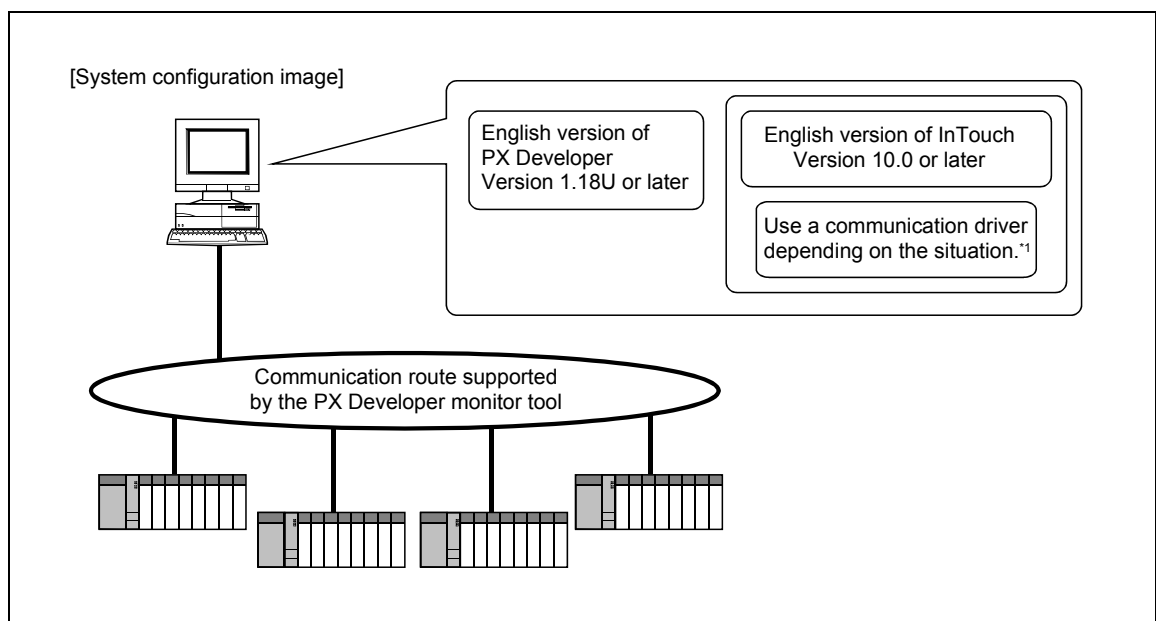 [System configuration image]
English version of
PX Developer
Version 1.18U or later
English version of InTouch
Version 10.0 or later
Use a communication driver
depending on the situation.*1
Communication route supported
by the PX Developer monitor tool